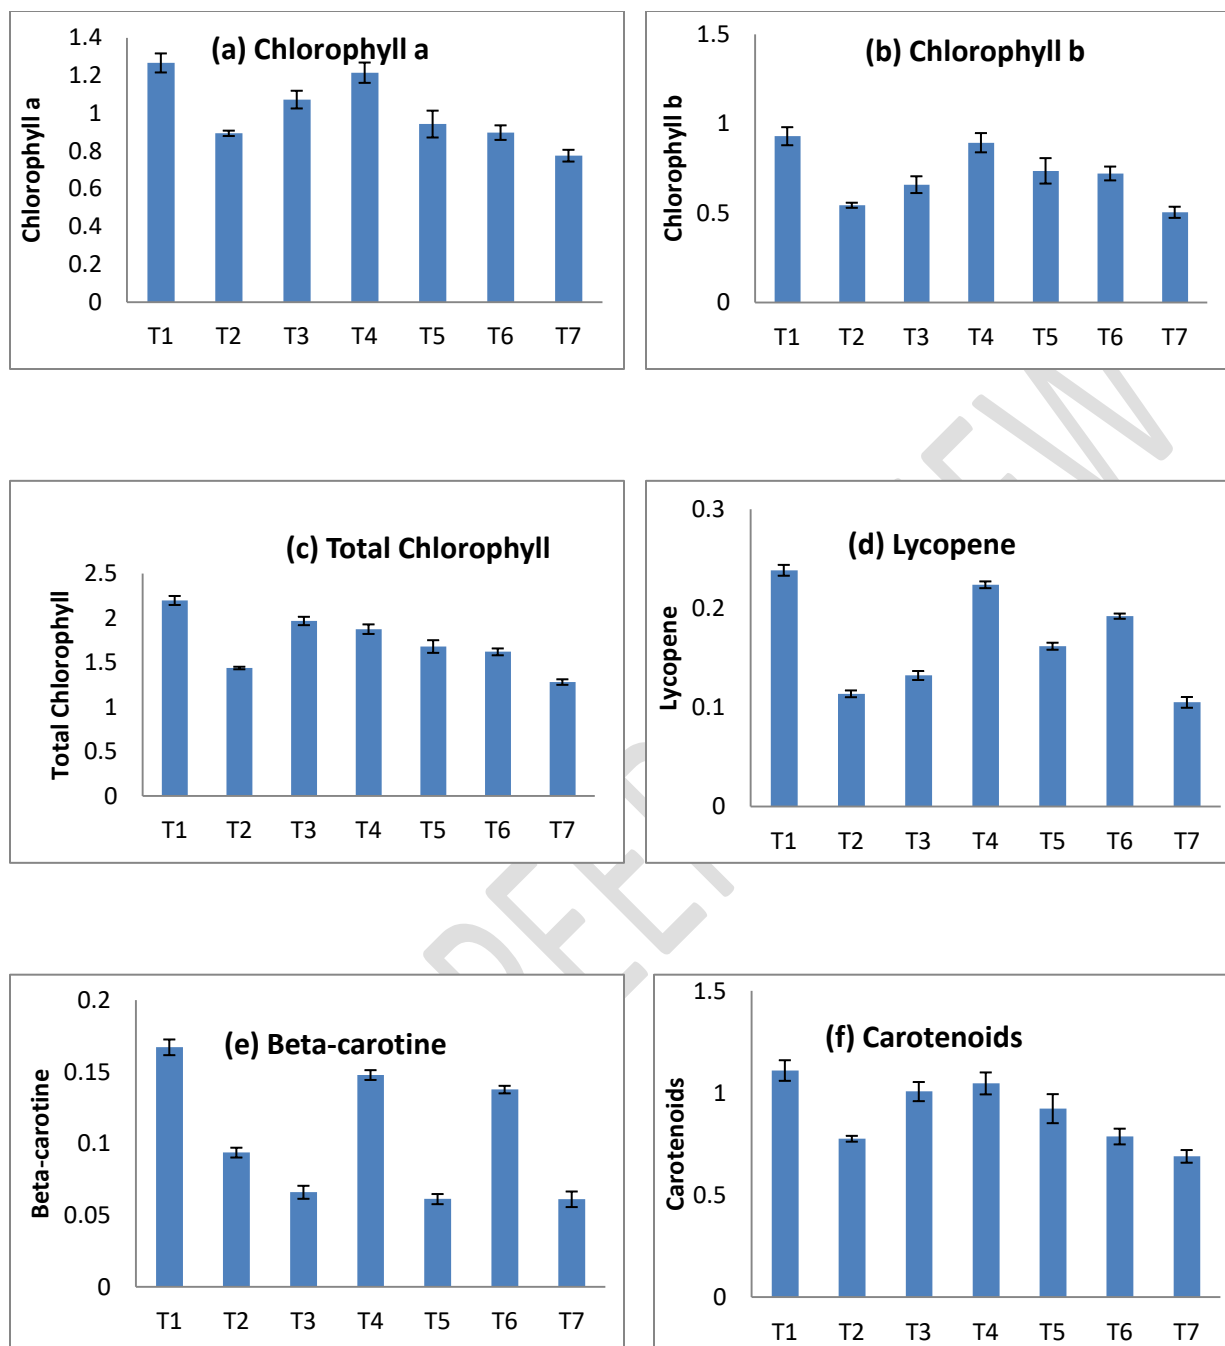 (a) Chlorophyll a
Chlorophyll a
1.4
1.2
1
0.8
0.6
0.4
0.2
0
T1 T2 T3 T4 T5 T6 T7
(b) Chlorophyll b
Chlorophyll b
1.5
1
0.5
0
T1 T2 T3 T4 T5 T6 T7
(c) Total Chlorophyll
Total Chlorophyll
2.5
2
1.5
1
0.5
0
T1 T2 T3 T4 T5 T6 T7
(d) Lycopene
Lycopene
0.3
0.2
0.1
0
T1 T2 T3 T4 T5 T6 T7
(e) Beta-carotine
Beta-carotine
0.2
0.15
0.1
0.05
0
T1 T2 T3 T4 T5 T6 T7
(f) Carotenoids
Carotenoids
1.5
1
0.5
0
T1 T2 T3 T4 T5 T6 T7